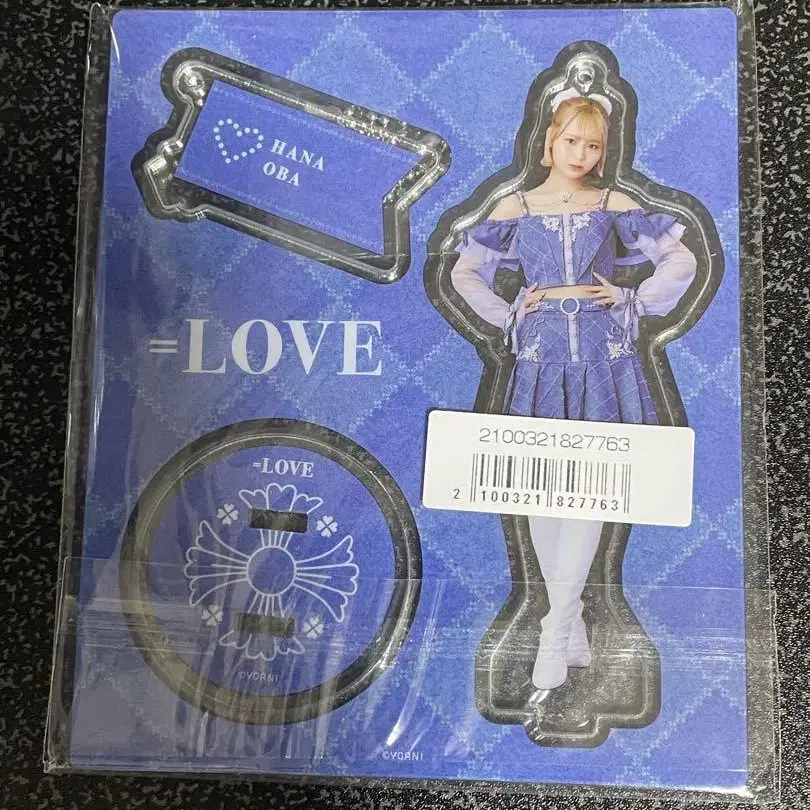 HANA
OBA
=LOVE
2100321827763
2 100321 827763
=LOVE
©YOANI
©YOANI